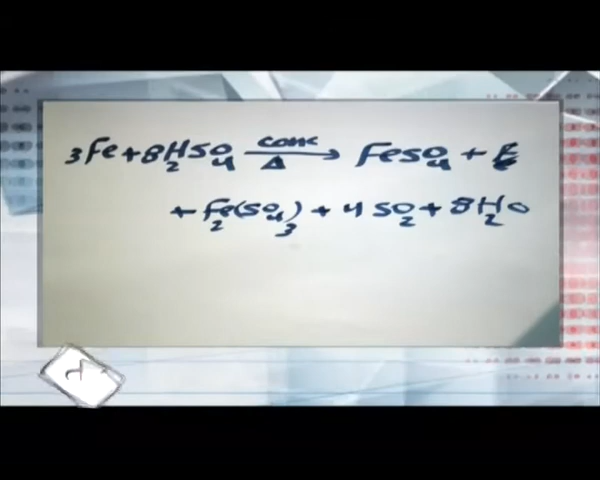 3Fe + 8H2SO4 conc Δ → FeSO4 +
+ Fe2(SO4)3 + 4SO2 + 8H2O